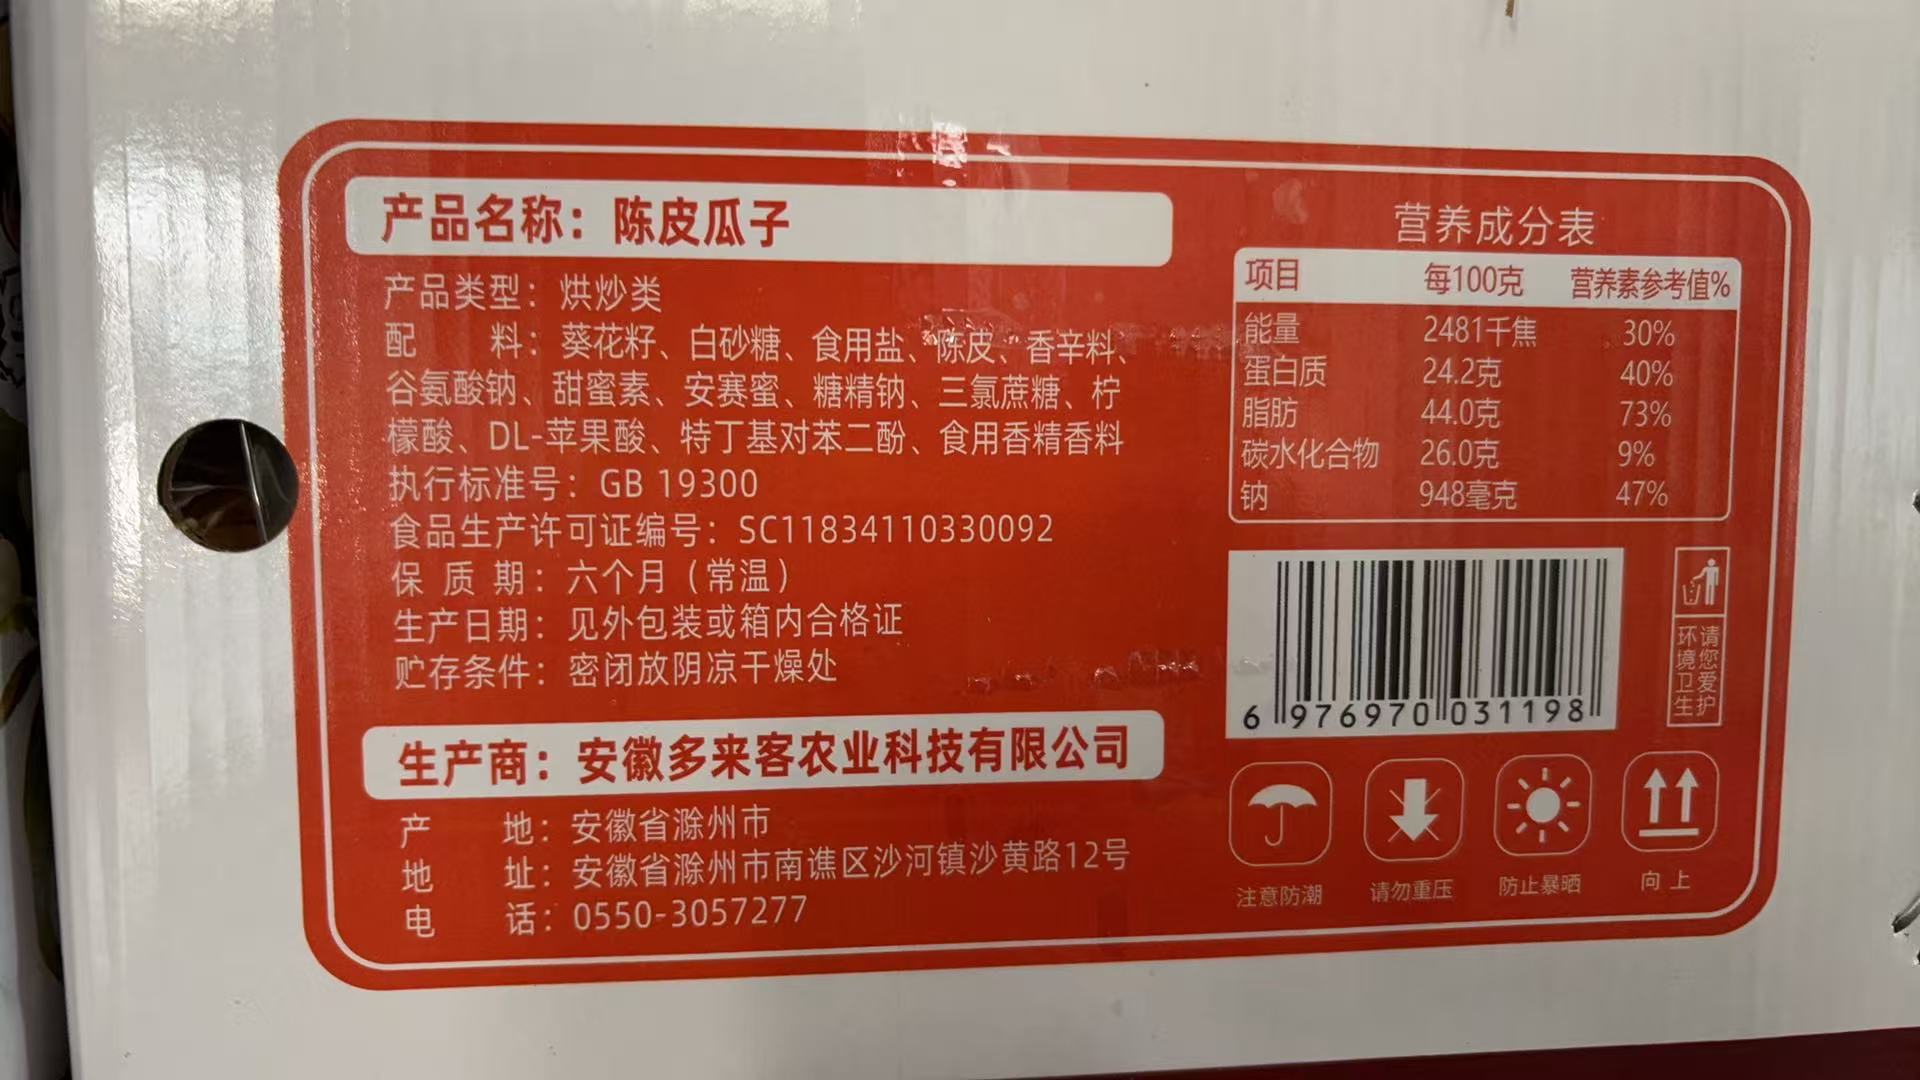 产品名称：陈皮瓜子
产品类型：烘炒类
配 料：葵花籽、白砂糖、食用盐、陈皮、香辛料、
谷氨酸钠、甜蜜素、安赛蜜、糖精钠、三氯蔗糖、柠
檬酸、DL-苹果酸、特丁基对苯二酚、食用香精香料
执行标准号：GB 19300
食品生产许可证编号：SC11834110330092
保 质 期：六个月（常温）
生产日期：见外包装或箱内合格证
贮存条件：密闭放阴凉干燥处
生产商：安徽多来客农业科技有限公司
产 地：安徽省滁州市
地 址：安徽省滁州市南谯区沙河镇沙黄路12号
电 话：0550-3057277
营养成分表
项目 每100克 营养素参考值%
能量 2481千焦 30%
蛋白质 24.2克 40%
脂肪 44.0克 73%
碳水化合物 26.0克 9%
钠 948毫克 47%
6 976970 031198
请您爱护
环境卫生
注意防潮 请勿重压 防止暴晒 向上